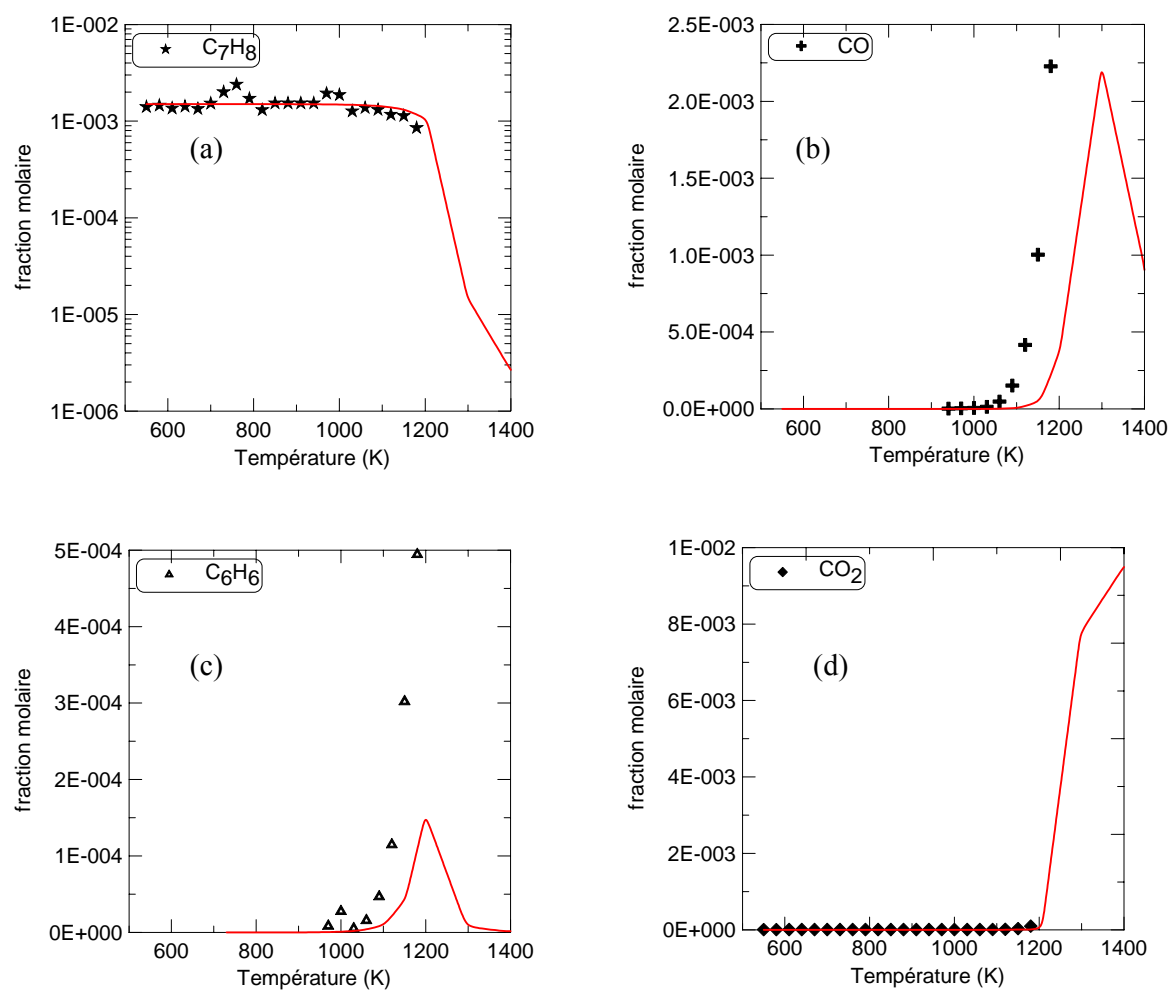 C7H8
1E-002
1E-003
1E-004
1E-005
1E-006
fraction molaire
(a)
600 800 1000 1200 1400
Température (K)
CO
2.5E-003
2.0E-003
1.5E-003
1.0E-003
5.0E-004
0.0E+000
fraction molaire
(b)
600 800 1000 1200 1400
Température (K)
C6H6
5E-004
4E-004
3E-004
2E-004
1E-004
0E+000
fraction molaire
(c)
600 800 1000 1200 1400
Température (K)
CO2
1E-002
8E-003
6E-003
4E-003
2E-003
0E+000
fraction molaire
(d)
600 800 1000 1200 1400
Température (K)